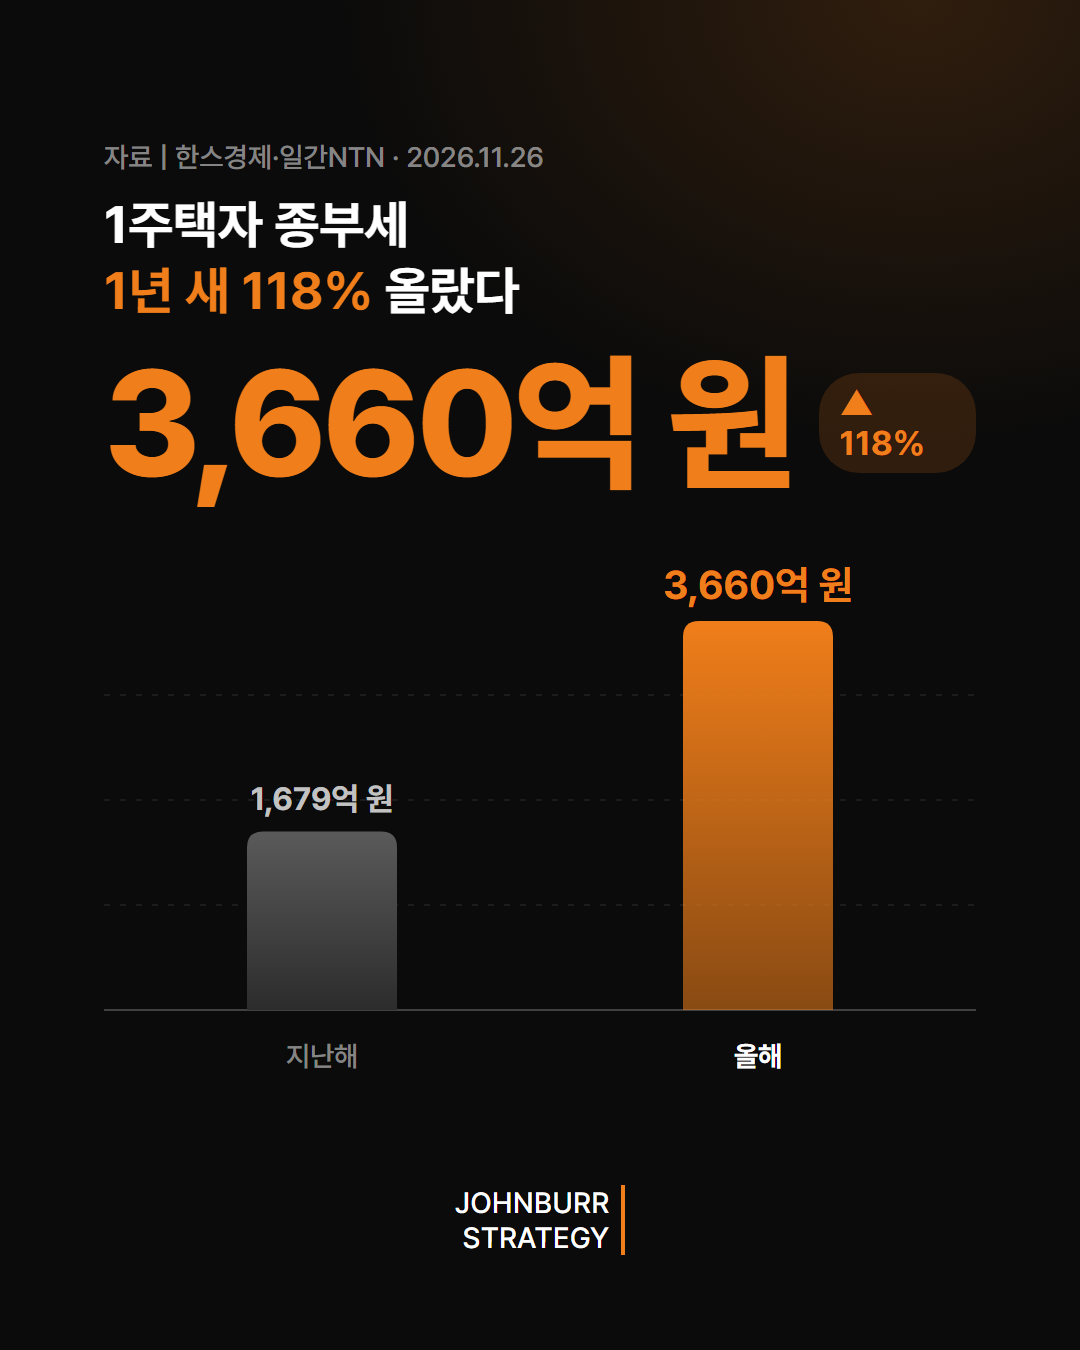 자료 | 한스경제·일간NTN · 2026.11.26
1주택자 종부세
1년 새 118% 올랐다
3,660억 원
▲
118%
3,660억 원
1,679억 원
지난해
올해
JOHNBURR
STRATEGY